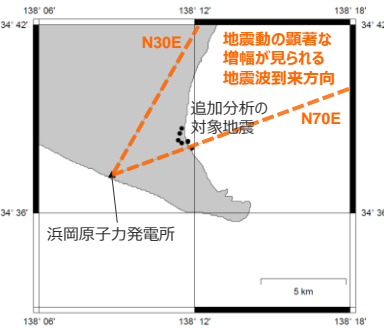 138° 06' 138° 12' 138° 18'
34° 42' 34° 42'
N30E
地震動の顕著な
増幅が見られる
地震波到来方向
追加分析の
対象地震
N70E
34° 36' 34° 36'
浜岡原子力発電所
5 km
138° 06' 138° 12' 138° 18'